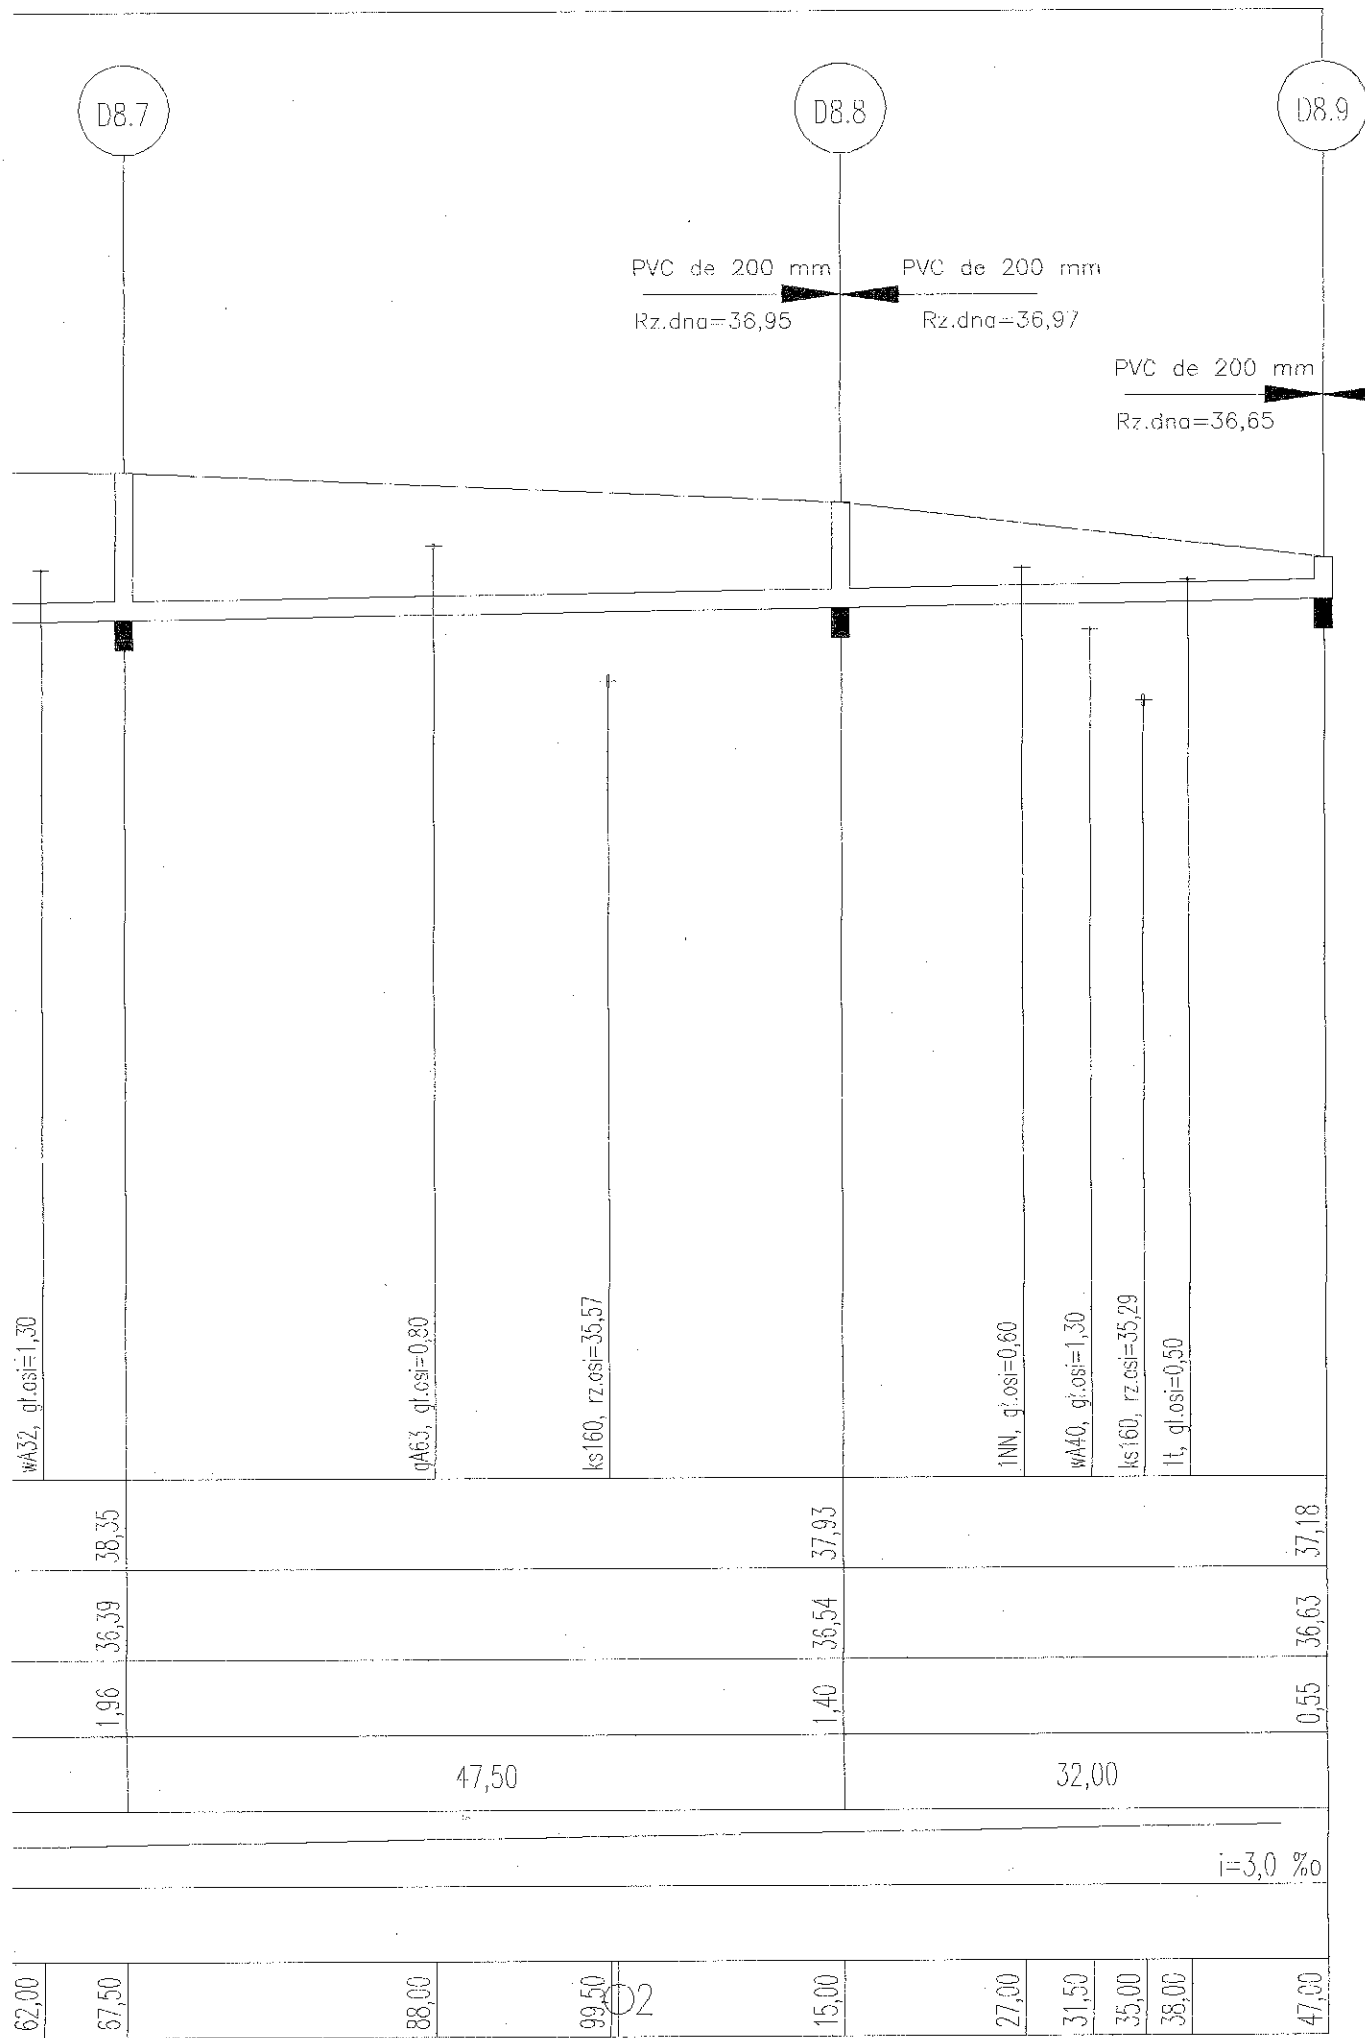 D8.7
D8.8
D8.9
PVC de 200 mm
PVC de 200 mm
Rz.dna=36,95
Rz.dna=36,97
PVC de 200 mm
Rz.dna=36,65
wA32, gł.osi=1,30
gA63, gł.osi=0,80
ks160, rz.osi=35,57
1NN, gł.osi=0,60
wA40, gł.osi=1,30
ks160, rz.osi=35,29
1t, gł.osi=0,50
38,35
37,93
37,18
36,39
36,54
36,63
1,96
1,40
0,55
47,50
32,00
i=3,0 ‰
62,00
67,50
88,00
99,50
2
15,00
27,00
31,50
35,00
38,00
47,00